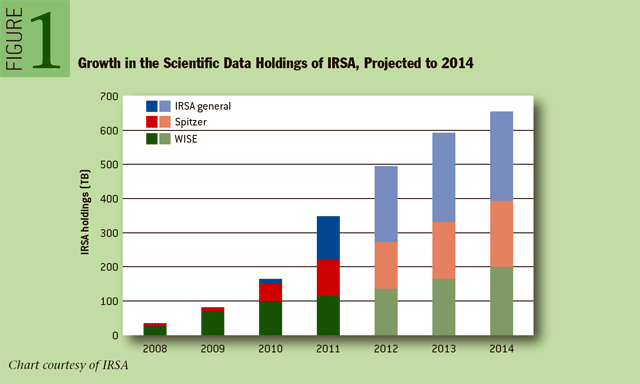 FIGURE 1
Growth in the Scientific Data Holdings of IRSA, Projected to 2014
IRSA holdings (TB)
700
600
500
400
300
200
100
0
IRSA general
Spitzer
WISE
2008 2009 2010 2011 2012 2013 2014
Chart courtesy of IRSA